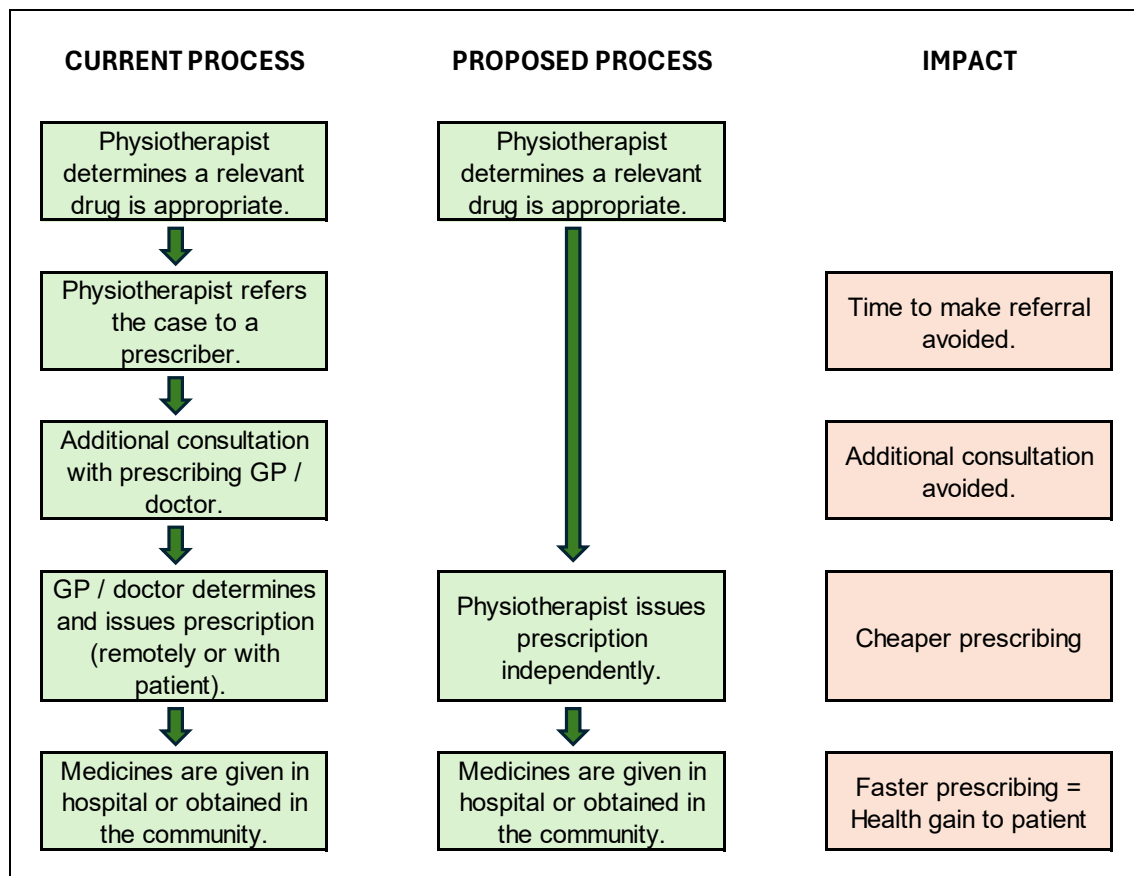 CURRENT PROCESS
PROPOSED PROCESS
IMPACT
Physiotherapist
determines a relevant
drug is appropriate.
Physiotherapist
determines a relevant
drug is appropriate.
Physiotherapist refers
the case to a
prescriber.
Time to make referral
avoided.
Additional consultation
with prescribing GP /
doctor.
Additional consultation
avoided.
GP / doctor determines
and issues prescription
(remotely or with
patient).
Physiotherapist issues
prescription
independently.
Cheaper prescribing
Medicines are given in
hospital or obtained in
the community.
Medicines are given in
hospital or obtained in
the community.
Faster prescribing =
Health gain to patient